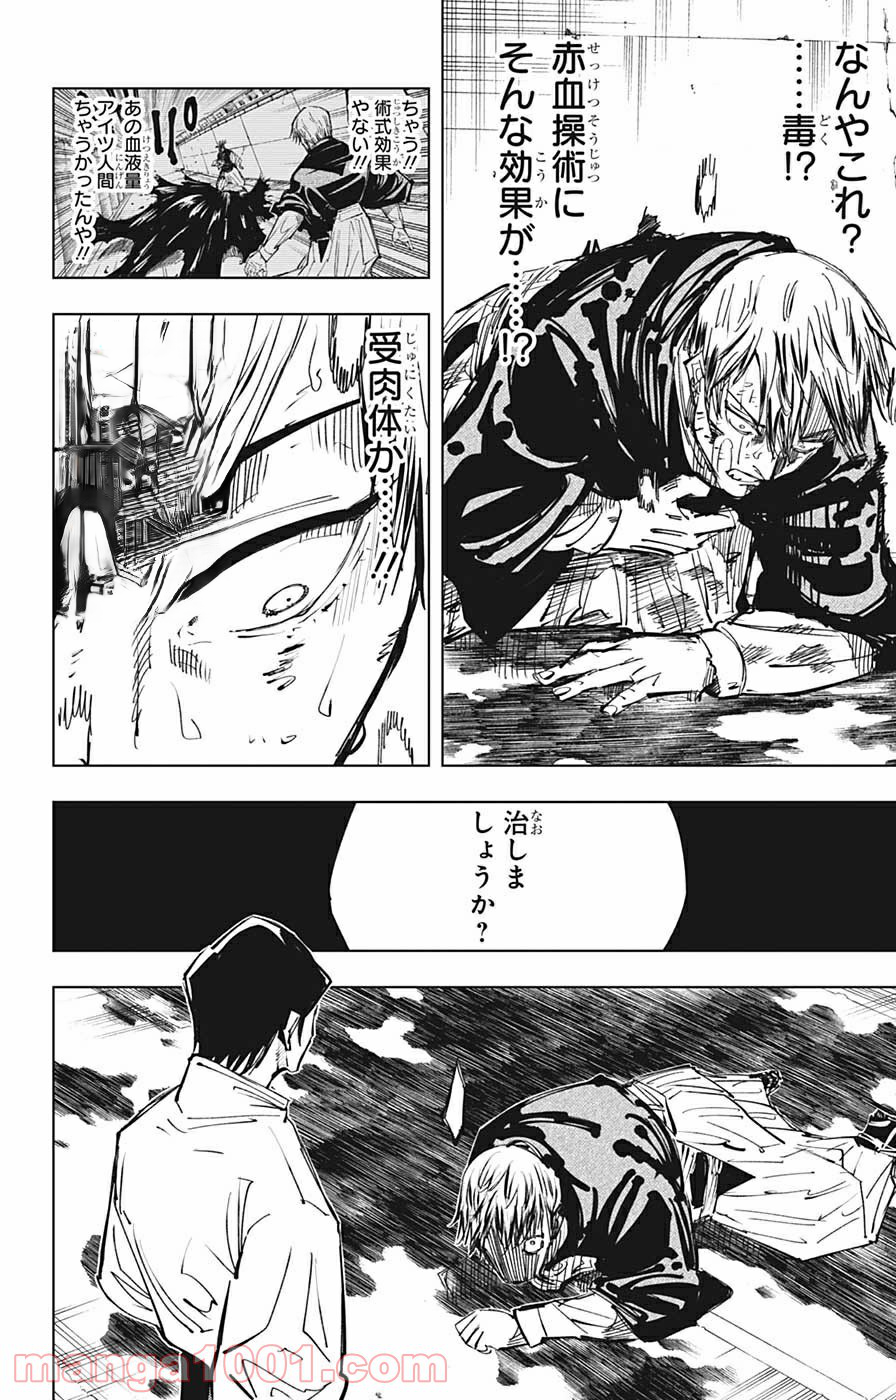 なんやこれ?
……毒!?
赤血操術に
そんな効果が………!?
ちゃう!!
術式効果
やない!!
あの血液量
アイツ人間
ちゃうかったんや!!
受肉体か………!!
治しま
しょうか?
manga1001.com